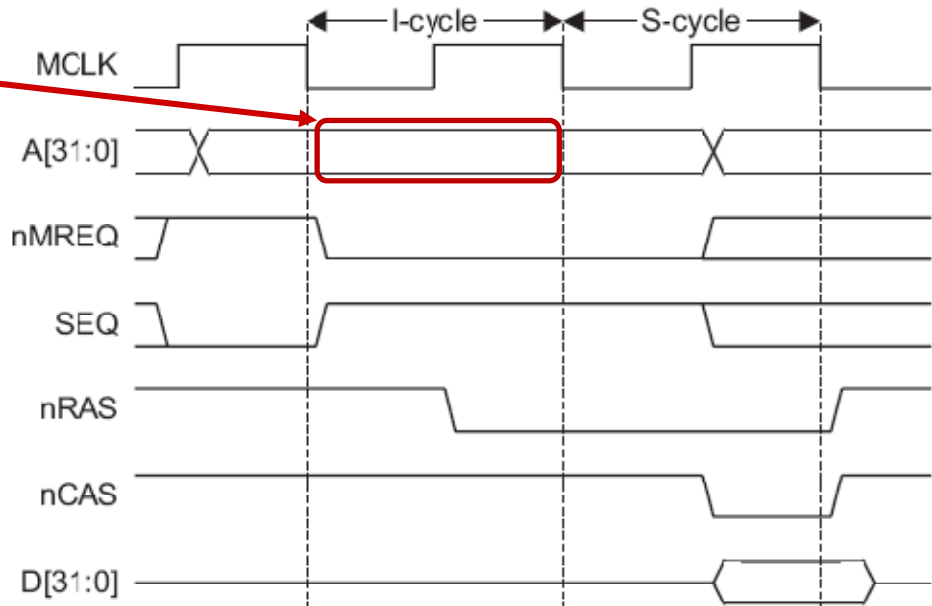 I-cycle S-cycle
MCLK
A[31:0]
nMREQ
SEQ
nRAS
nCAS
D[31:0]